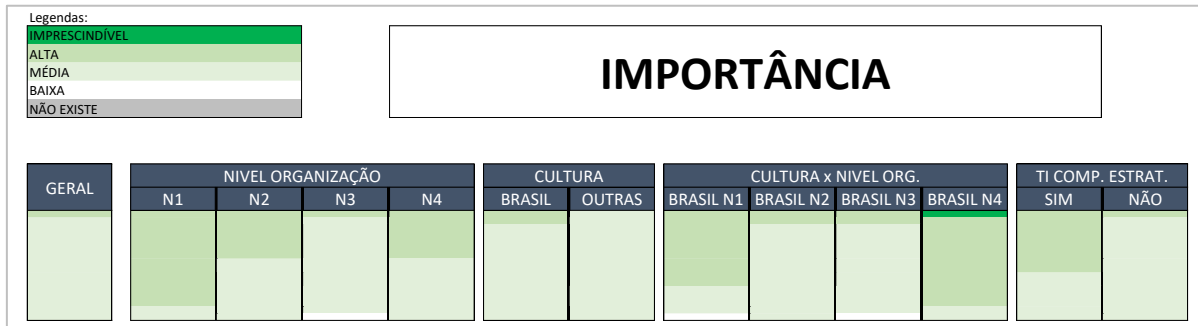 Legendas:
IMPRESCINDÍVEL
ALTA
MÉDIA
BAIXA
NÃO EXISTE
IMPORTÂNCIA
GERAL
NIVEL ORGANIZAÇÃO
N1 N2 N3 N4
CULTURA
BRASIL OUTRAS
CULTURA x NIVEL ORG.
BRASIL N1 BRASIL N2 BRASIL N3 BRASIL N4
TI COMP. ESTRAT.
SIM NÃO